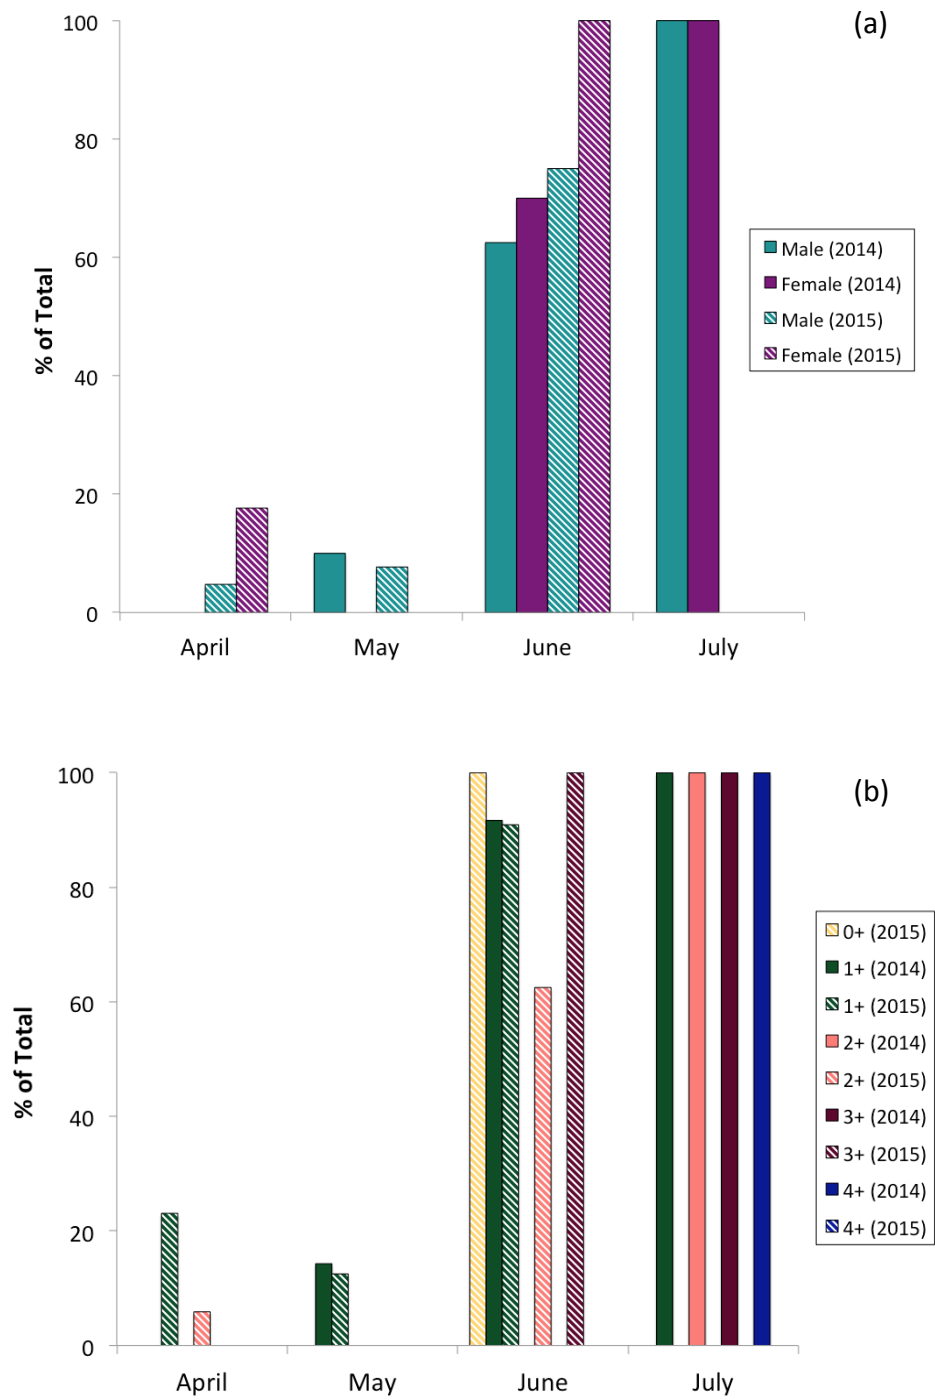 (a)
100
80
60
40
20
0
% of Total
April May June July
Male (2014)
Female (2014)
Male (2015)
Female (2015)
(b)
100
80
60
40
20
0
% of Total
April May June July
0+ (2015)
1+ (2014)
1+ (2015)
2+ (2014)
2+ (2015)
3+ (2014)
3+ (2015)
4+ (2014)
4+ (2015)